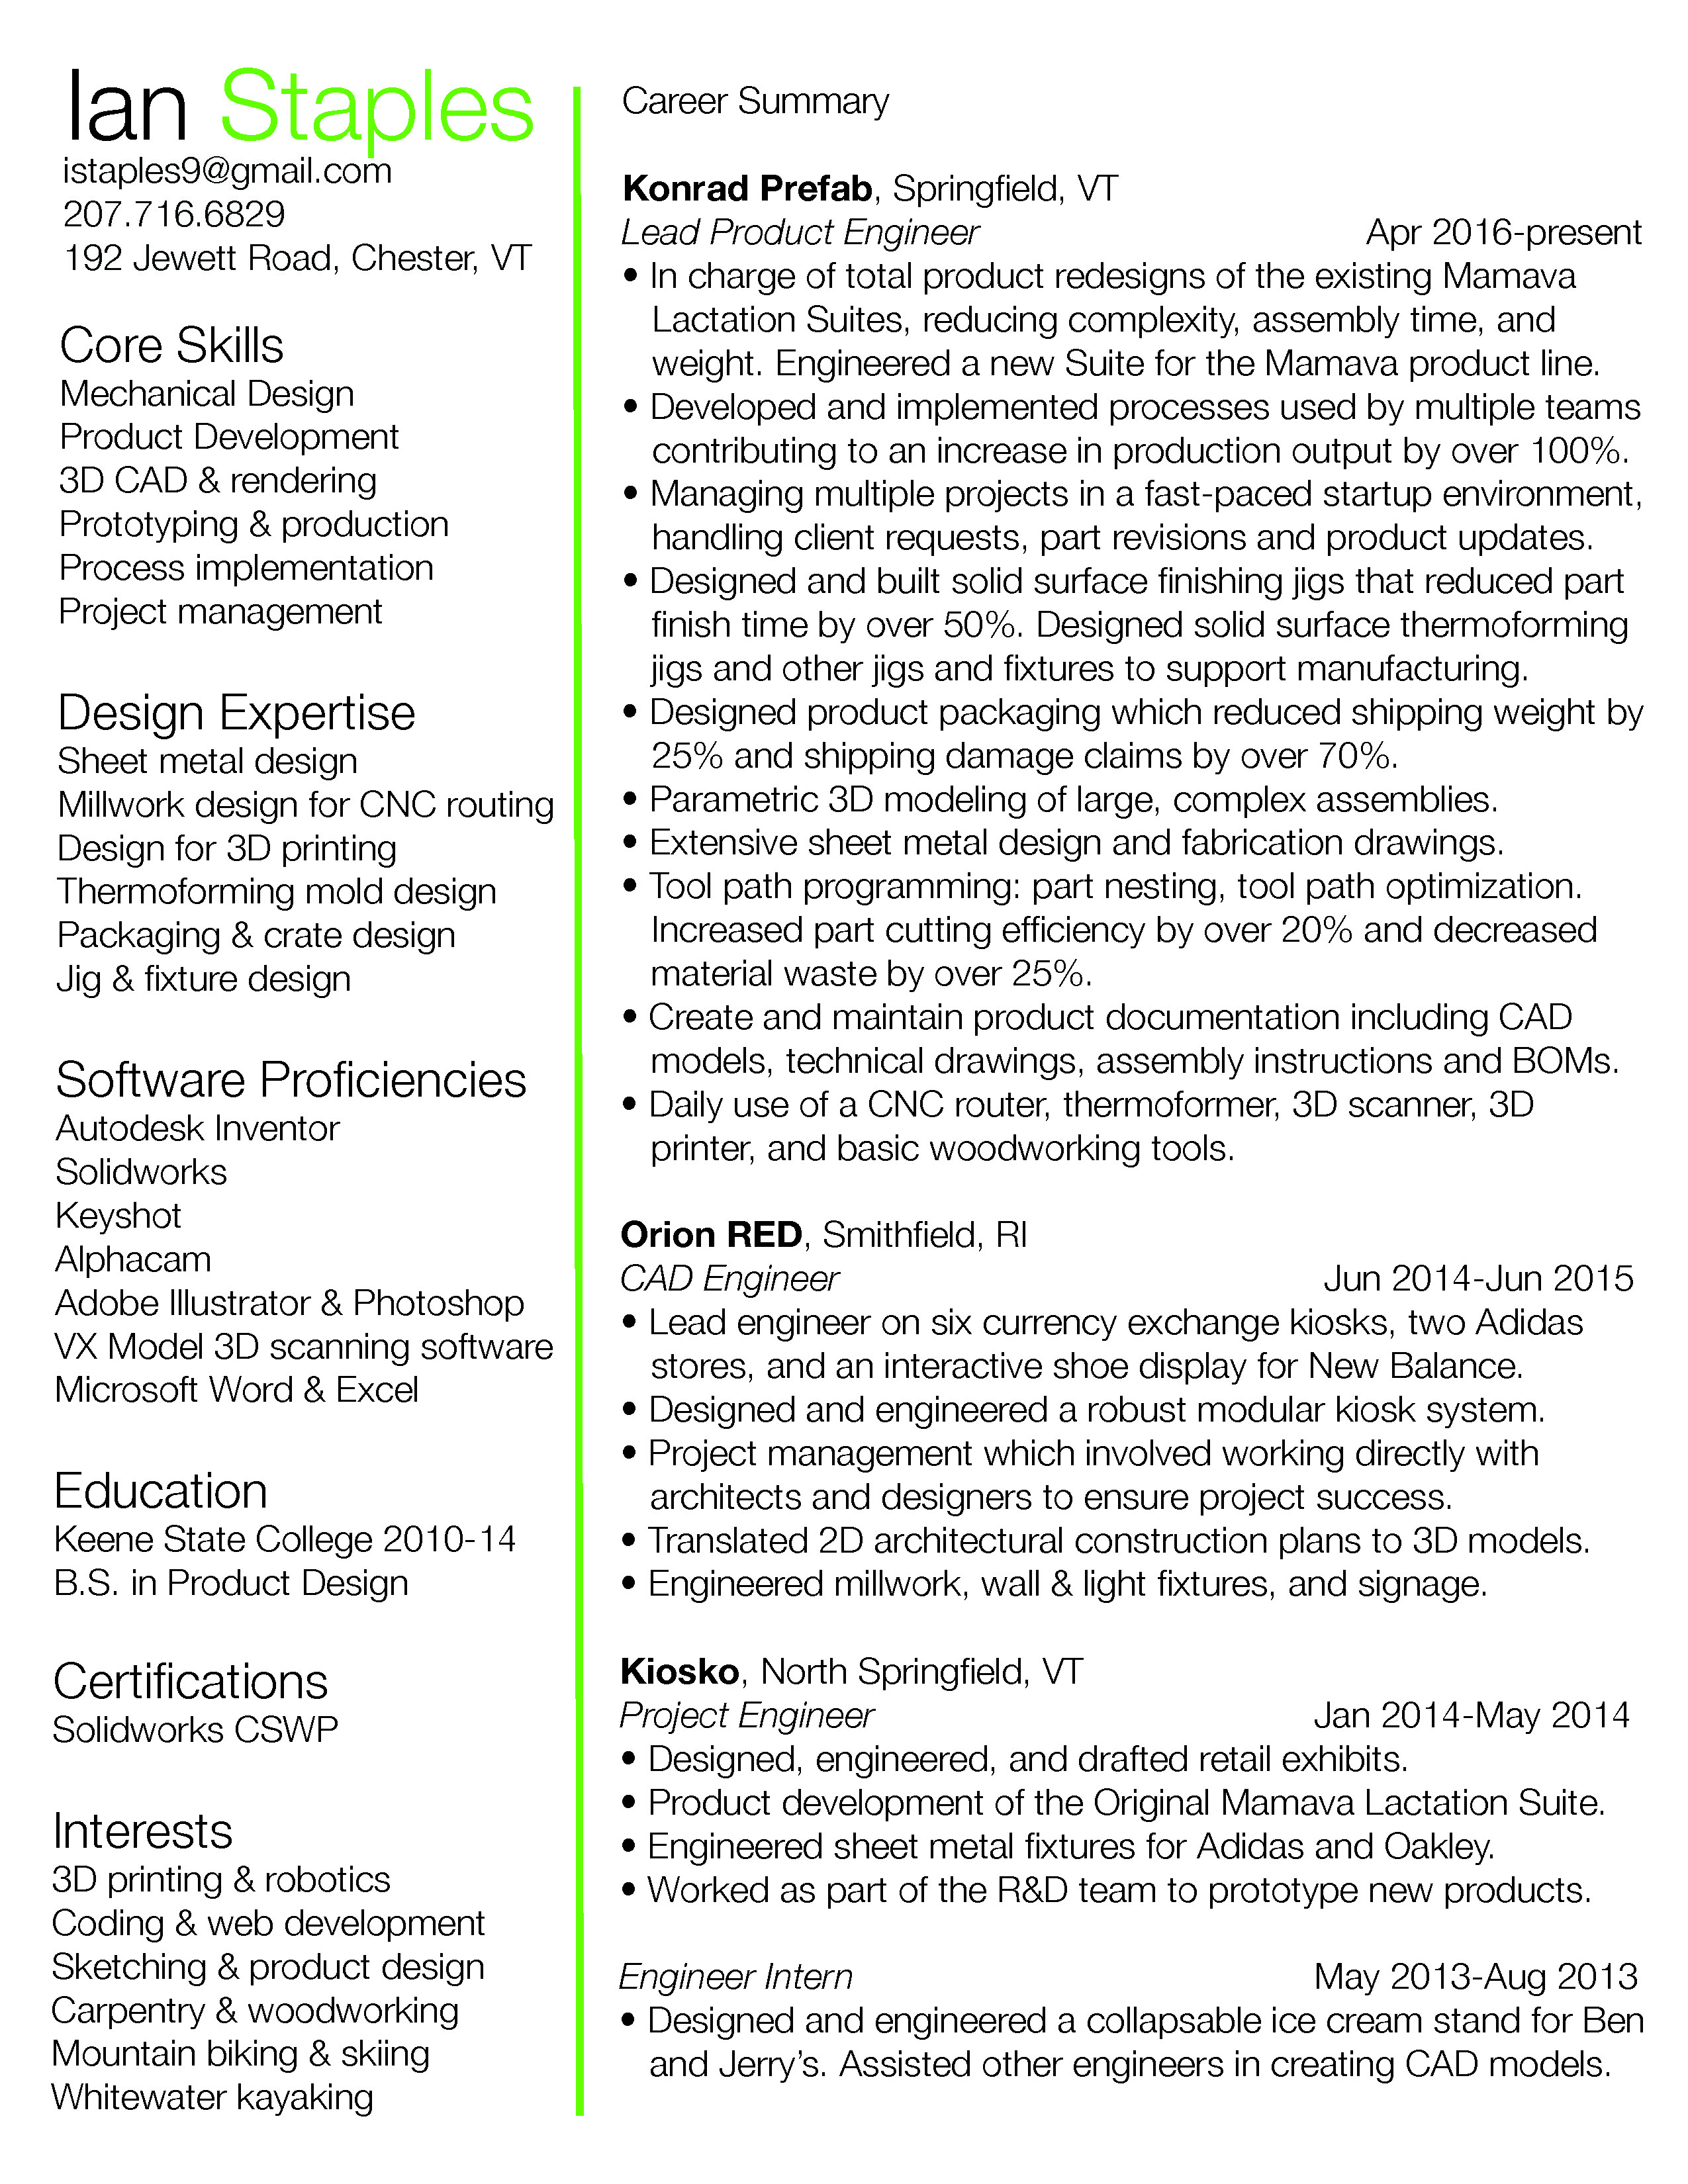 Ian Staples
istaples9@gmail.com
207.716.6829
192 Jewett Road, Chester, VT
Core Skills
Mechanical Design
Product Development
3D CAD & rendering
Prototyping & production
Process implementation
Project management
Design Expertise
Sheet metal design
Millwork design for CNC routing
Design for 3D printing
Thermoforming mold design
Packaging & crate design
Jig & fixture design
Software Proficiencies
Autodesk Inventor
Solidworks
Keyshot
Alphacam
Adobe Illustrator & Photoshop
VX Model 3D scanning software
Microsoft Word & Excel
Education
Keene State College 2010-14
B.S. in Product Design
Certifications
Solidworks CSWP
Interests
3D printing & robotics
Coding & web development
Sketching & product design
Carpentry & woodworking
Mountain biking & skiing
Whitewater kayaking
Career Summary
Konrad Prefab, Springfield, VT
Lead Product Engineer Apr 2016-present
• In charge of total product redesigns of the existing Mamava
Lactation Suites, reducing complexity, assembly time, and
weight. Engineered a new Suite for the Mamava product line.
• Developed and implemented processes used by multiple teams
contributing to an increase in production output by over 100%.
• Managing multiple projects in a fast-paced startup environment,
handling client requests, part revisions and product updates.
• Designed and built solid surface finishing jigs that reduced part
finish time by over 50%. Designed solid surface thermoforming
jigs and other jigs and fixtures to support manufacturing.
• Designed product packaging which reduced shipping weight by
25% and shipping damage claims by over 70%.
• Parametric 3D modeling of large, complex assemblies.
• Extensive sheet metal design and fabrication drawings.
• Tool path programming: part nesting, tool path optimization.
Increased part cutting efficiency by over 20% and decreased
material waste by over 25%.
• Create and maintain product documentation including CAD
models, technical drawings, assembly instructions and BOMs.
• Daily use of a CNC router, thermoformer, 3D scanner, 3D
printer, and basic woodworking tools.
Orion RED, Smithfield, RI
CAD Engineer Jun 2014-Jun 2015
• Lead engineer on six currency exchange kiosks, two Adidas
stores, and an interactive shoe display for New Balance.
• Designed and engineered a robust modular kiosk system.
• Project management which involved working directly with
architects and designers to ensure project success.
• Translated 2D architectural construction plans to 3D models.
• Engineered millwork, wall & light fixtures, and signage.
Kiosko, North Springfield, VT
Project Engineer Jan 2014-May 2014
• Designed, engineered, and drafted retail exhibits.
• Product development of the Original Mamava Lactation Suite.
• Engineered sheet metal fixtures for Adidas and Oakley.
• Worked as part of the R&D team to prototype new products.
Engineer Intern May 2013-Aug 2013
• Designed and engineered a collapsable ice cream stand for Ben
and Jerry's. Assisted other engineers in creating CAD models.